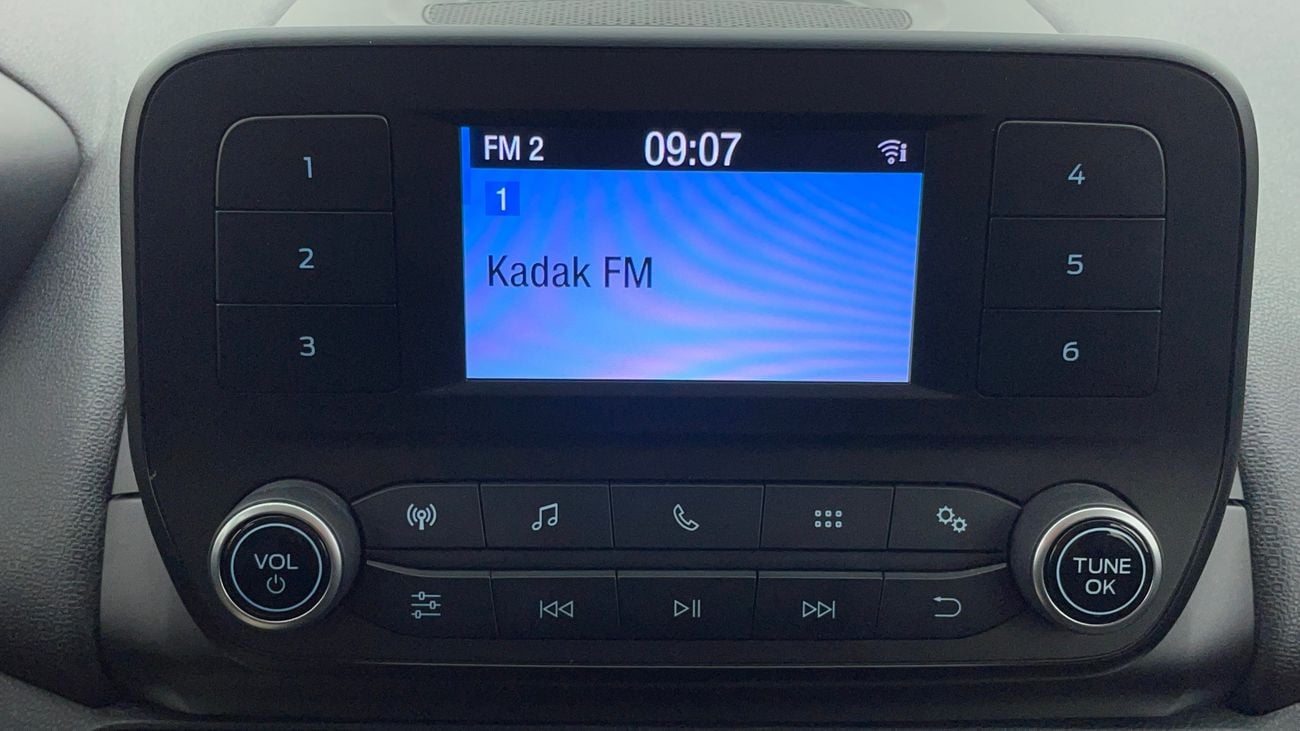 FM 2 09:07
1
Kadak FM
1
2
3
4
5
6
VOL
TUNE
OK